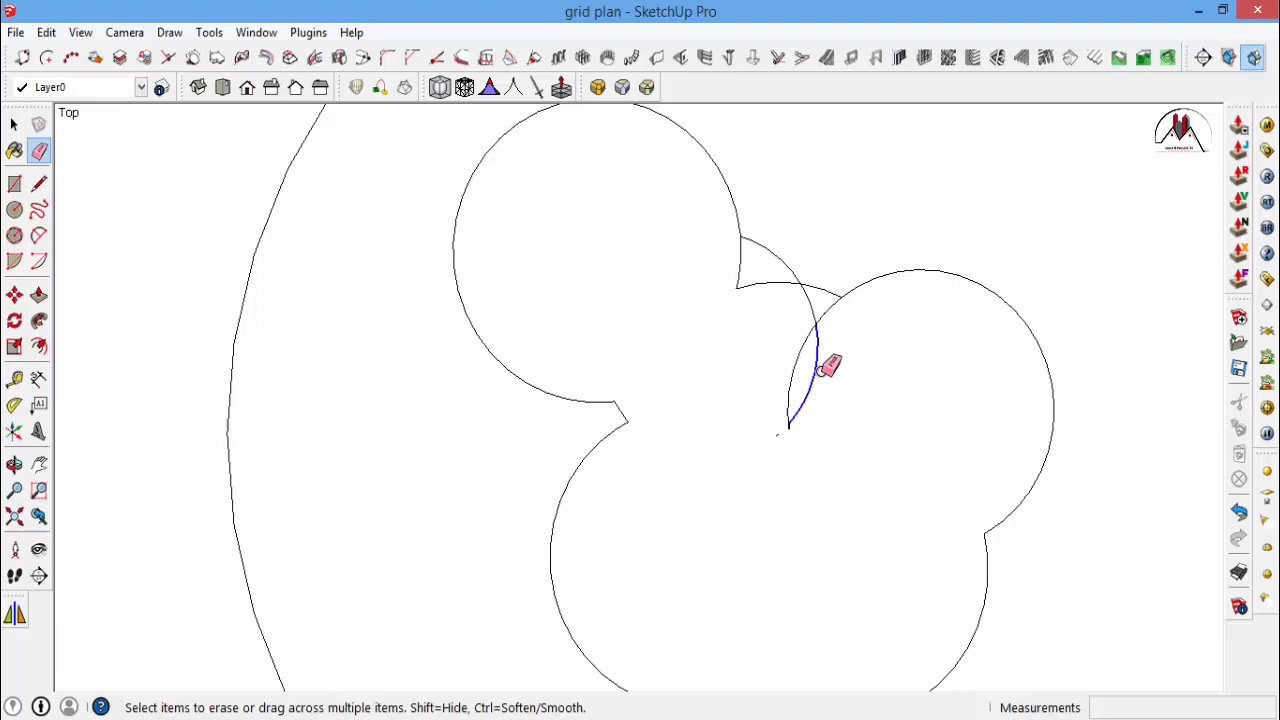 grid plan - SketchUp Pro
File Edit View Camera Draw Tools Window Plugins Help
Layer0
Top
Select items to erase or drag across multiple items. Shift=Hide, Ctrl=Soften/Smooth.
Measurements